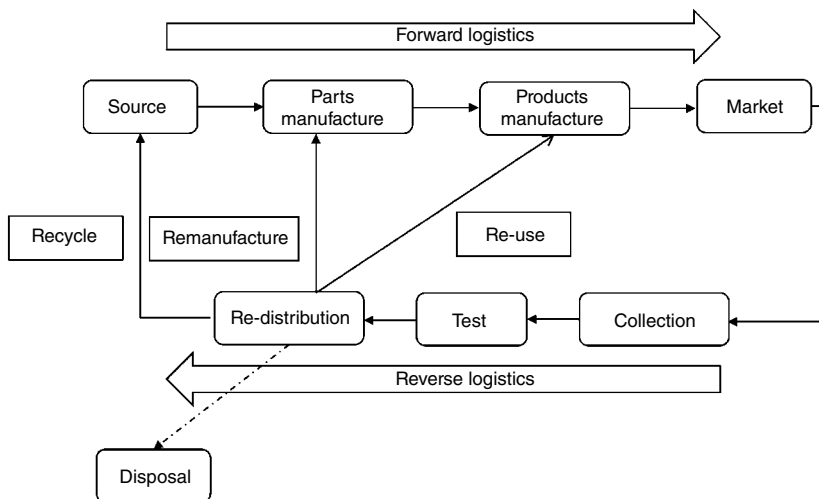 Forward logistics
Source
Parts
manufacture
Products
manufacture
Market
Recycle
Remanufacture
Re-use
Re-distribution
Test
Collection
Reverse logistics
Disposal